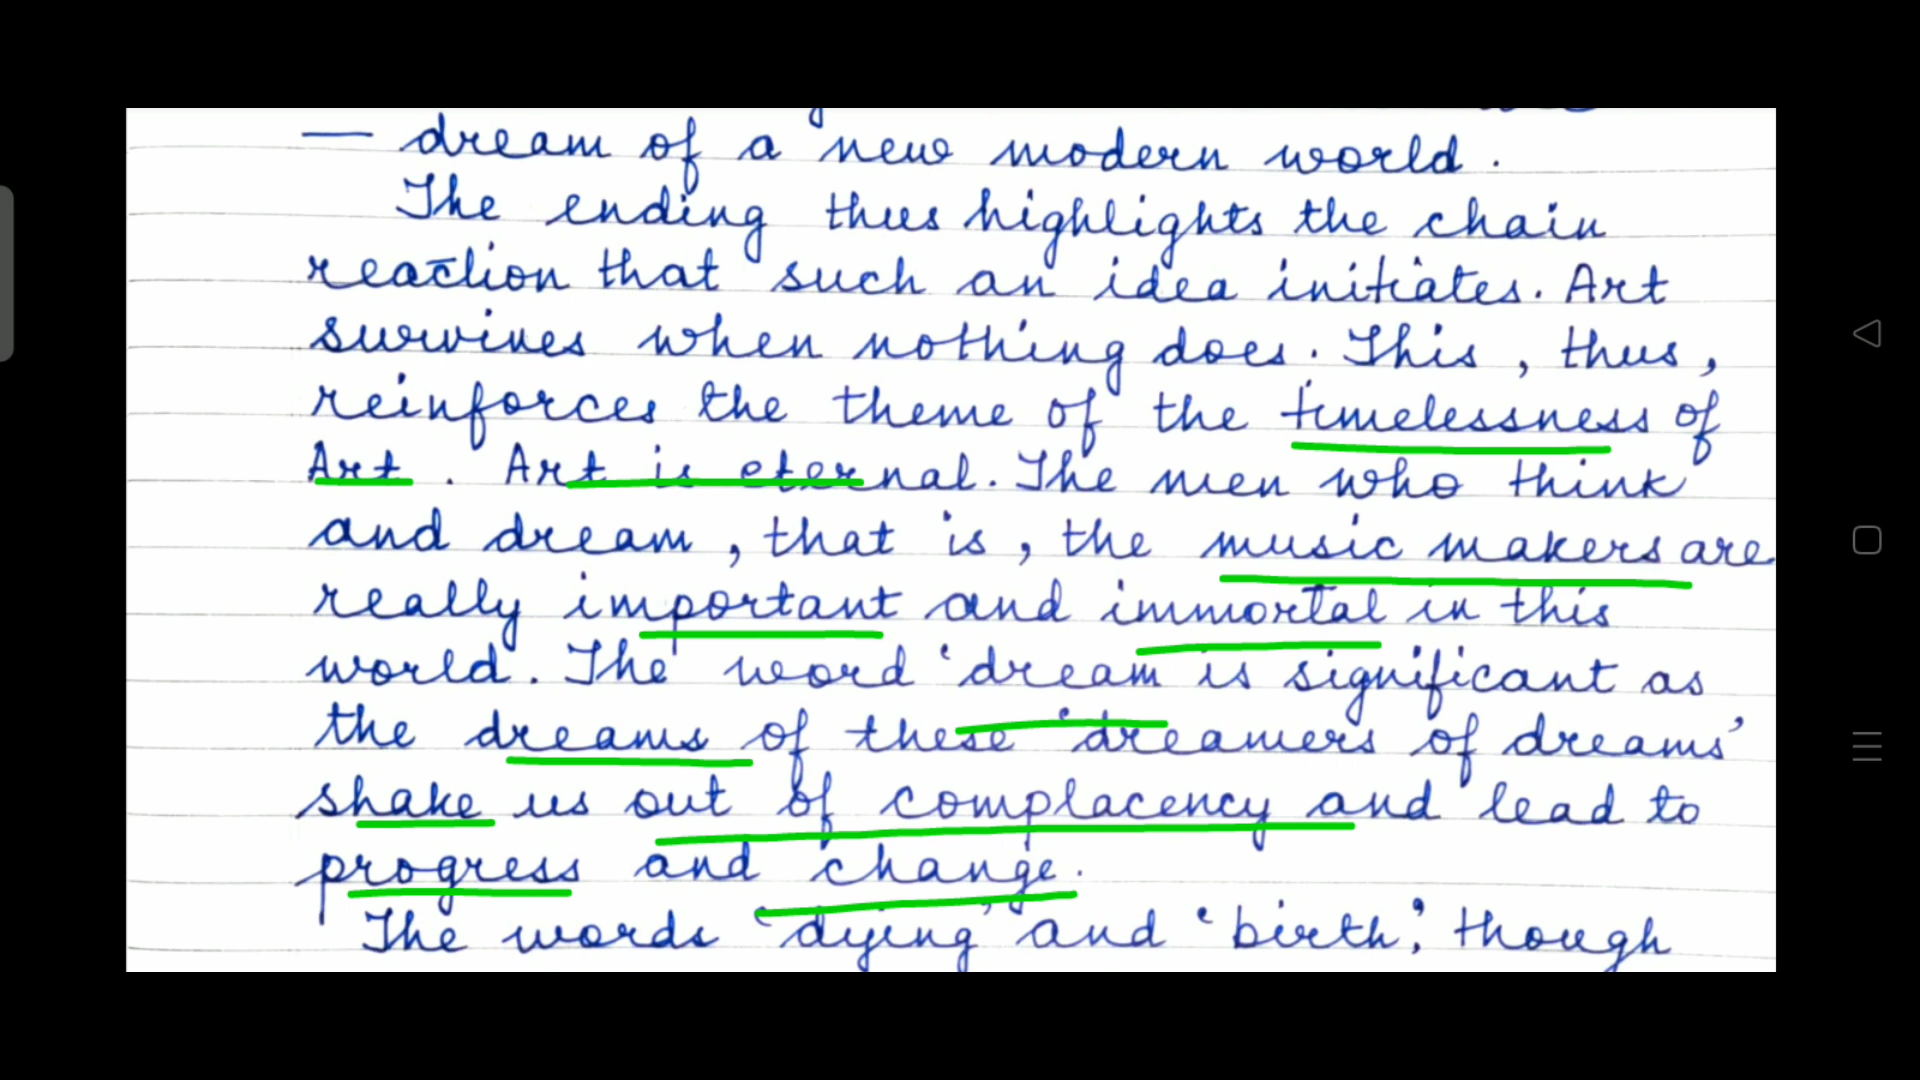 — dream of a new modern world.
The ending thus highlights the chain
reaction that such an idea initiates. Art
survives when nothing does. This, thus,
reinforces the theme of the timelessness of
Art. Art is eternal. The men who think
and dream, that is, the music makers are
really important and immortal in this
world. The word 'dream is significant as
the dreams of these 'dreamers of dreams'
shake us out of complacency and lead to
progress and change.
The words 'dying' and 'birth', though